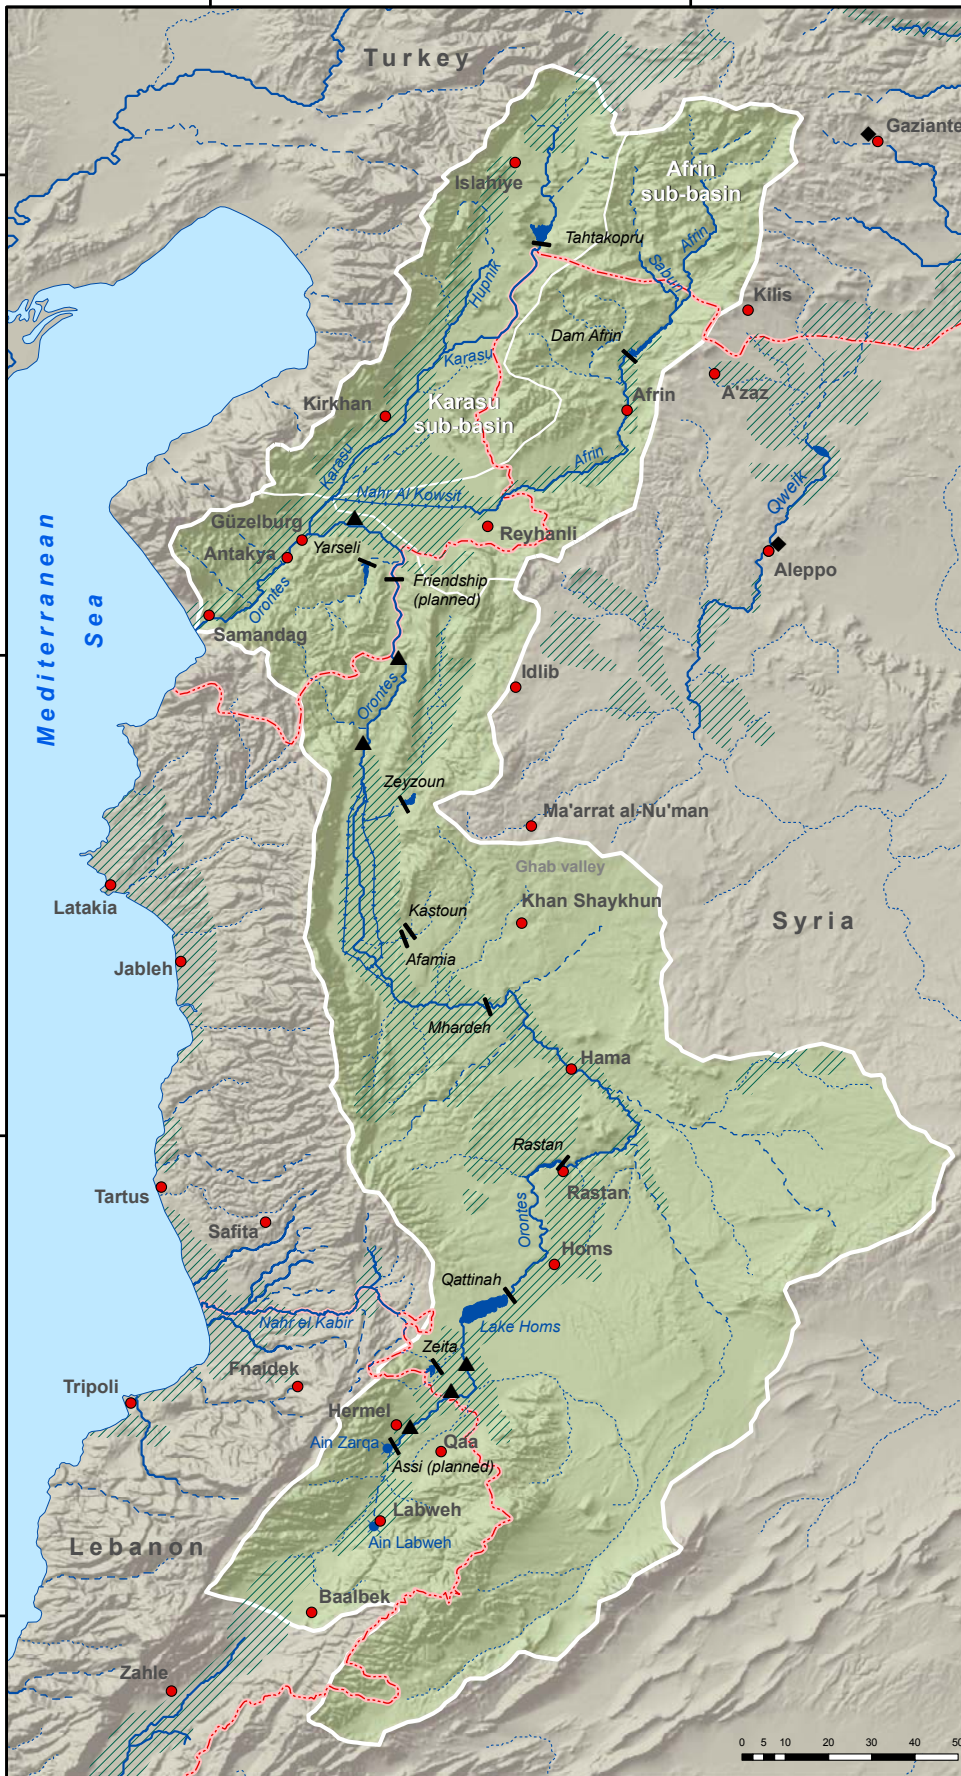 Turkey
Gaziante
Islahiye
Afrin
sub-basin
Tahtakopru
Afrin
Sabun
Hupnik
Kilis
Dam Afrin
Karasu
A'zaz
Kirkhan
Karasu
sub-basin
Afrin
Karasu
Afrin
Qweik
Nahr Al Kowsit
Güzelburg
Reyhanli
Yarseli
Antakya
Aleppo
Friendship
(planned)
Orontes
Samandag
Mediterranean
Sea
Idlib
Orontes
Zeyzoun
Ma'arrat al-Nu'man
Ghab valley
Latakia
Khan Shaykhun
Kastoun
Syria
Afamia
Jableh
Mhardeh
Hama
Rastan
Rastan
Tartus
Orontes
Safita
Homs
Qattinah
Nahr el Kabir
Lake Homs
Zeita
Fnaidek
Tripoli
Hermel
Ain Zarqa
Qaa
Assi (planned)
Labweh
Ain Labweh
Lebanon
Baalbek
Zahle
0 5 10 20 30 40 50